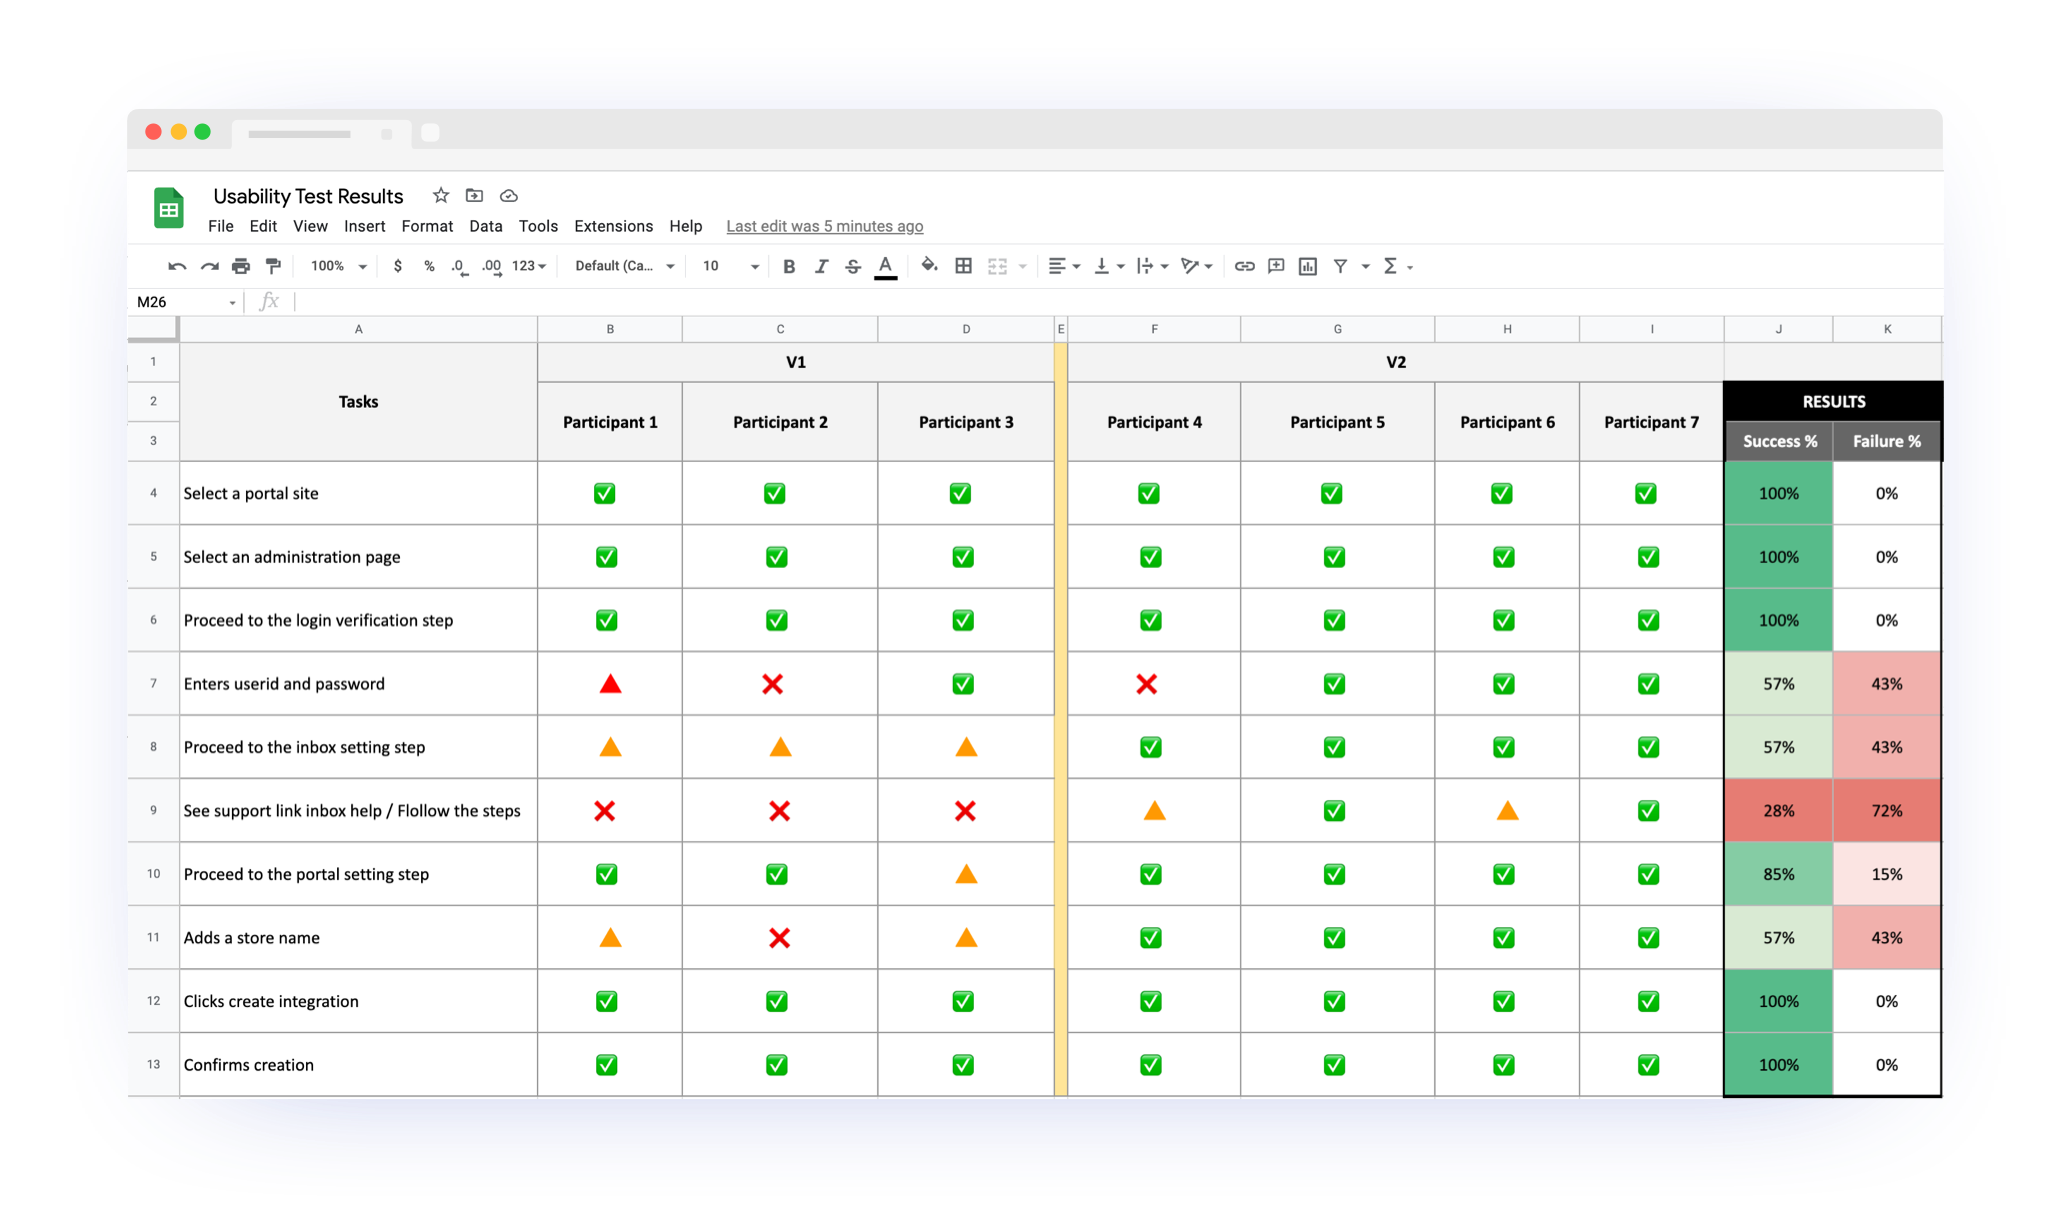 Usability Test Results
File Edit View Insert Format Data Tools Extensions Help Last edit was 5 minutes ago
100% $ % .0 .00 123 Default (Ca... 10 B I S A Σ
M26 fx
A B C D E F G H I J K
1 V1 V2
2 Tasks Participant 1 Participant 2 Participant 3 Participant 4 Participant 5 Participant 6 Participant 7 RESULTS
3 Success % Failure %
4 Select a portal site 100% 0%
5 Select an administration page 100% 0%
6 Proceed to the login verification step 100% 0%
7 Enters userid and password 57% 43%
8 Proceed to the inbox setting step 57% 43%
9 See support link inbox help / Flollow the steps 28% 72%
10 Proceed to the portal setting step 85% 15%
11 Adds a store name 57% 43%
12 Clicks create integration 100% 0%
13 Confirms creation 100% 0%